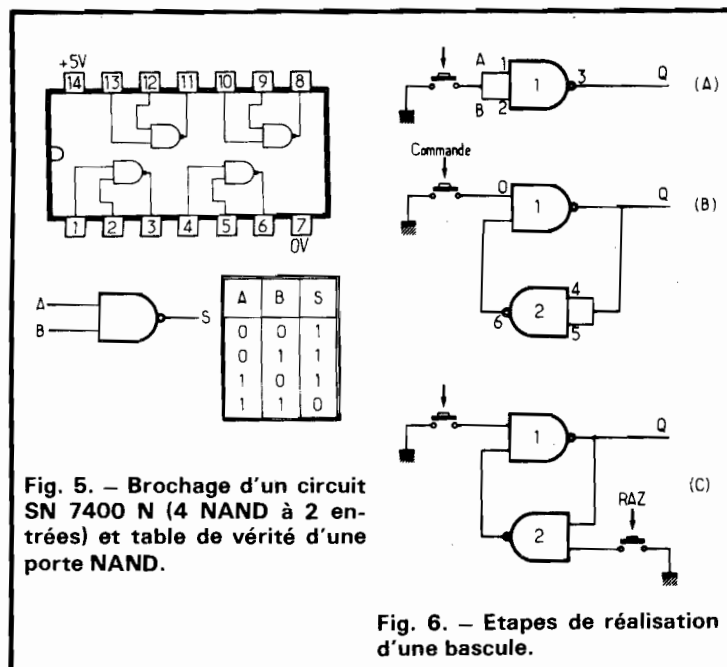 +5V
14 13 12 11 10 9 8
1 2 3 4 5 6 7
0V
A
B
S
A B S
0 0 1
0 1 1
1 0 1
1 1 0
Fig. 5. — Brochage d'un circuit
SN 7400 N (4 NAND à 2 en-
trées) et table de vérité d'une
porte NAND.
A 1
1 3 Q (A)
B 2
Commande
0
1 Q (B)
4
2
6 5
1 Q
(C)
RAZ
2
Fig. 6. — Etapes de réalisation
d'une bascule.